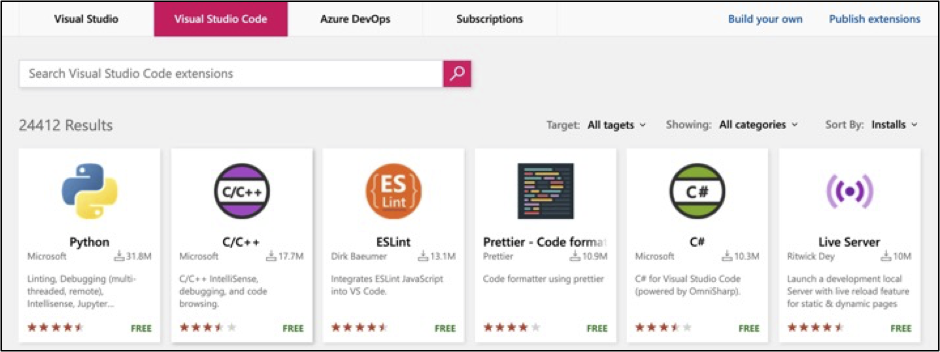 Visual Studio Visual Studio Code Azure DevOps Subscriptions Build your own Publish extensions
Search Visual Studio Code extensions
24412 Results Target: All tagets Showing: All categories Sort By: Installs
C/C++ {ES} Lint C#
Python C/C++ ESLint Prettier - Code format C# Live Server
Microsoft 31.8M Microsoft 17.7M Dirk Baeumer 13.1M Prettier 10.9M Microsoft 10.3M Ritwick Dey 10M
Linting, Debugging (multi- C/C++ IntelliSense, Integrates ESLint JavaScript Code formatter using prettier C# for Visual Studio Code Launch a development local
threaded, remote), debugging, and code into VS Code. (powered by OmniSharp). Server with live reload feature
Intellisense, Jupyter... browsing. for static & dynamic pages
FREE FREE FREE FREE FREE FREE